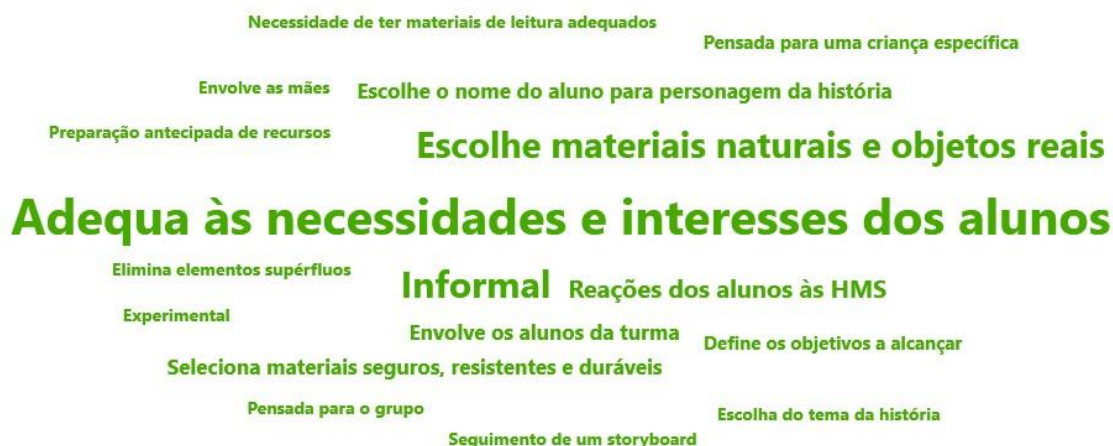 Necessidade de ter materiais de leitura adequados
Pensada para uma criança específica
Envolve as mães
Escolhe o nome do aluno para personagem da história
Preparação antecipada de recursos
Escolhe materiais naturais e objetos reais
Adequa às necessidades e interesses dos alunos
Elimina elementos supérfluos
Informal
Reações dos alunos às HMS
Experimental
Envolve os alunos da turma
Define os objetivos a alcançar
Seleciona materiais seguros, resistentes e duráveis
Pensada para o grupo
Escolha do tema da história
Seguimento de um storyboard